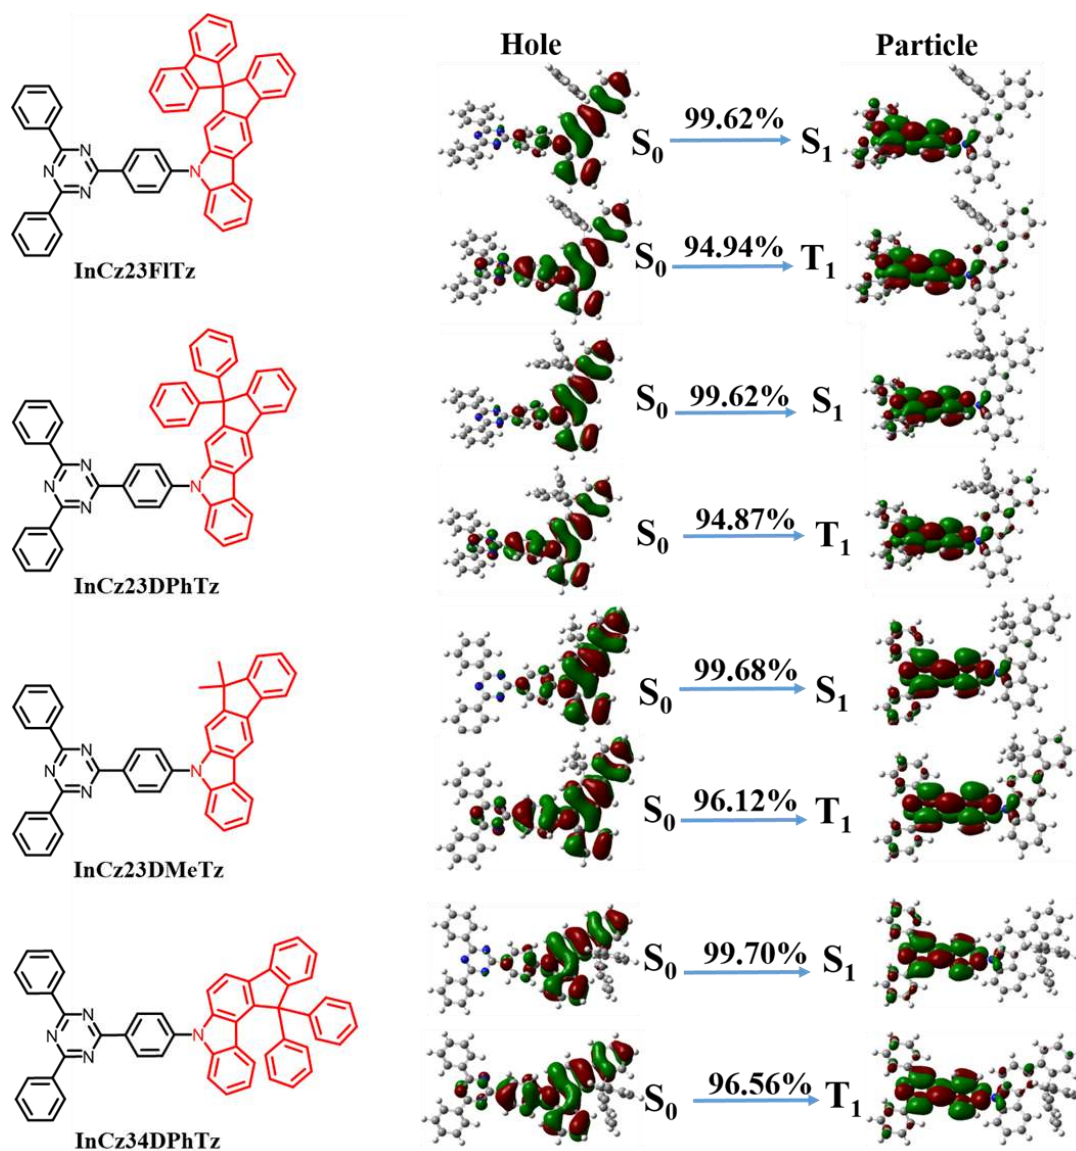 Hole Particle
S0 99.62% S1
S0 94.94% T1
InCz23FlTz
S0 99.62% S1
S0 94.87% T1
InCz23DPhTz
S0 99.68% S1
S0 96.12% T1
InCz23DMeTz
S0 99.70% S1
S0 96.56% T1
InCz34DPhTz
N N N N
N N N N
N N N N
N N N N